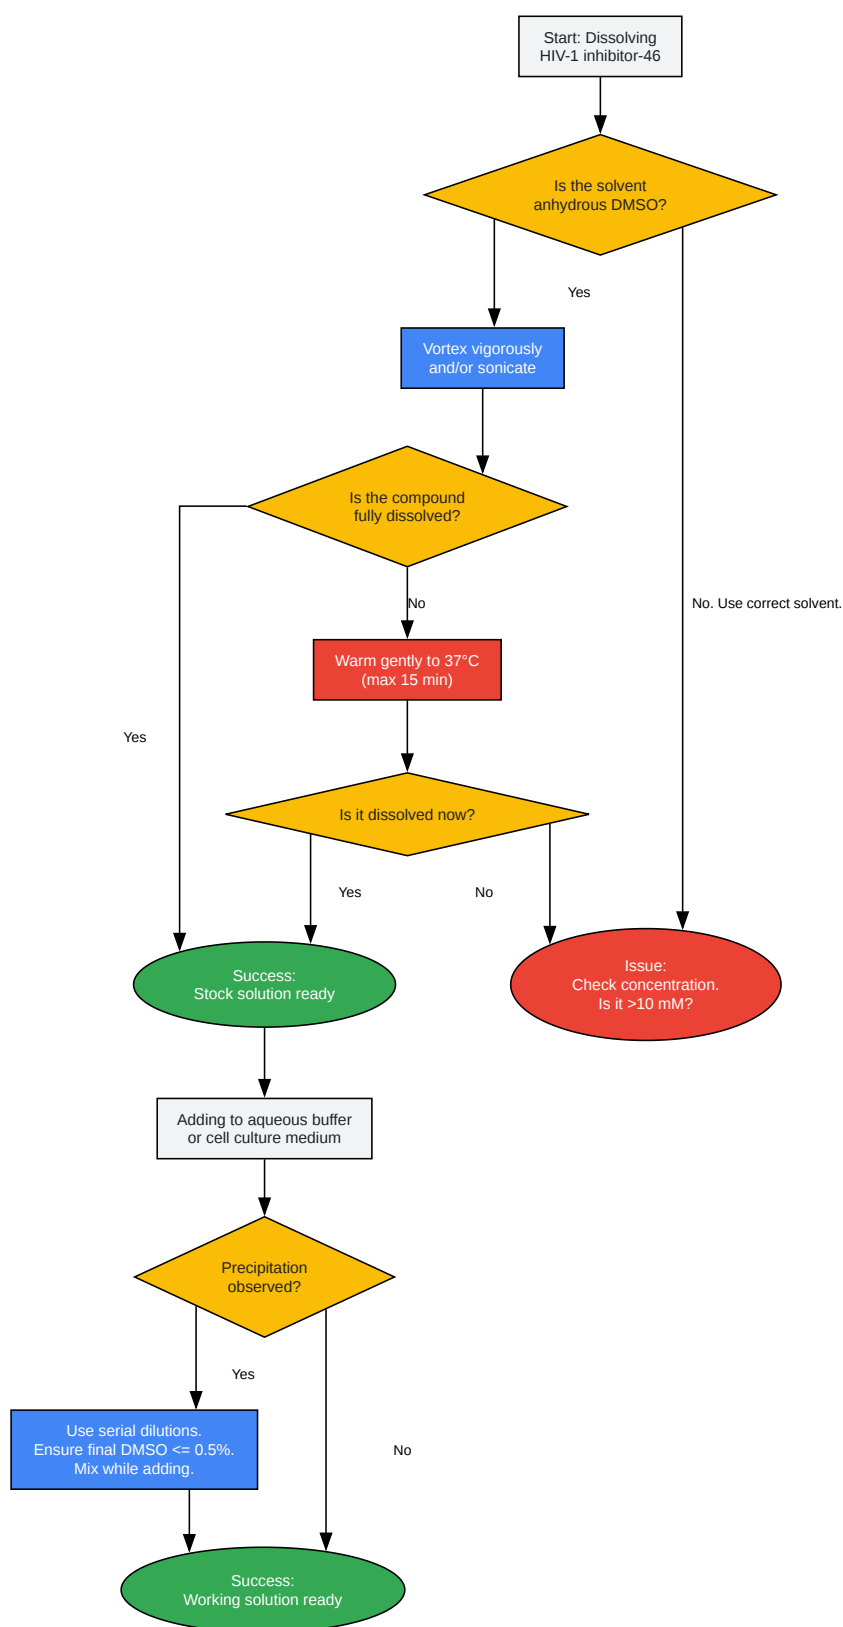 Start: Dissolving
HIV-1 inhibitor-46
Is the solvent
anhydrous DMSO?
Yes
Vortex vigorously
and/or sonicate
Is the compound
fully dissolved?
No
No. Use correct solvent.
Warm gently to 37°C
(max 15 min)
Yes
Is it dissolved now?
Yes
No
Success:
Stock solution ready
Issue:
Check concentration.
Is it >10 mM?
Adding to aqueous buffer
or cell culture medium
Precipitation
observed?
Yes
Use serial dilutions.
Ensure final DMSO <= 0.5%.
Mix while adding.
No
Success:
Working solution ready